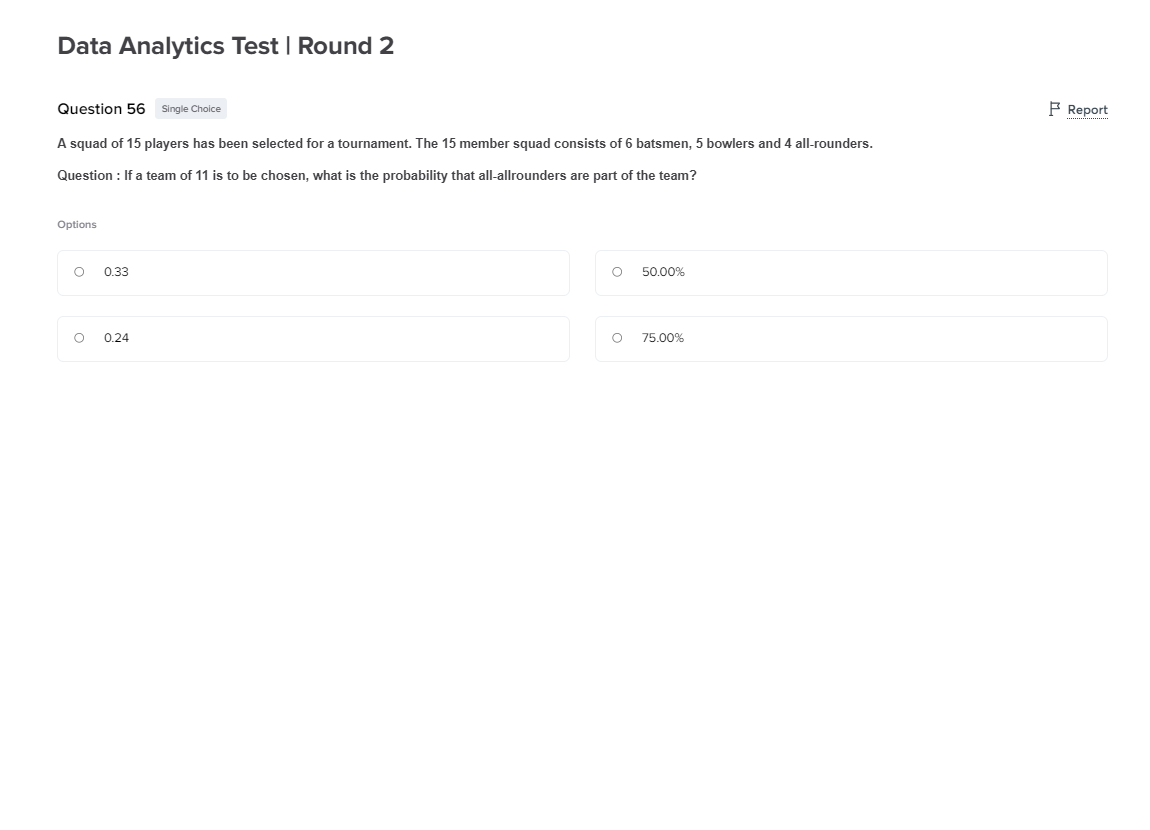 Data Analytics Test | Round 2
Question 56 Single Choice Report
A squad of 15 players has been selected for a tournament. The 15 member squad consists of 6 batsmen, 5 bowlers and 4 all-rounders.
Question : If a team of 11 is to be chosen, what is the probability that all-allrounders are part of the team?
Options
0.33 50.00%
0.24 75.00%